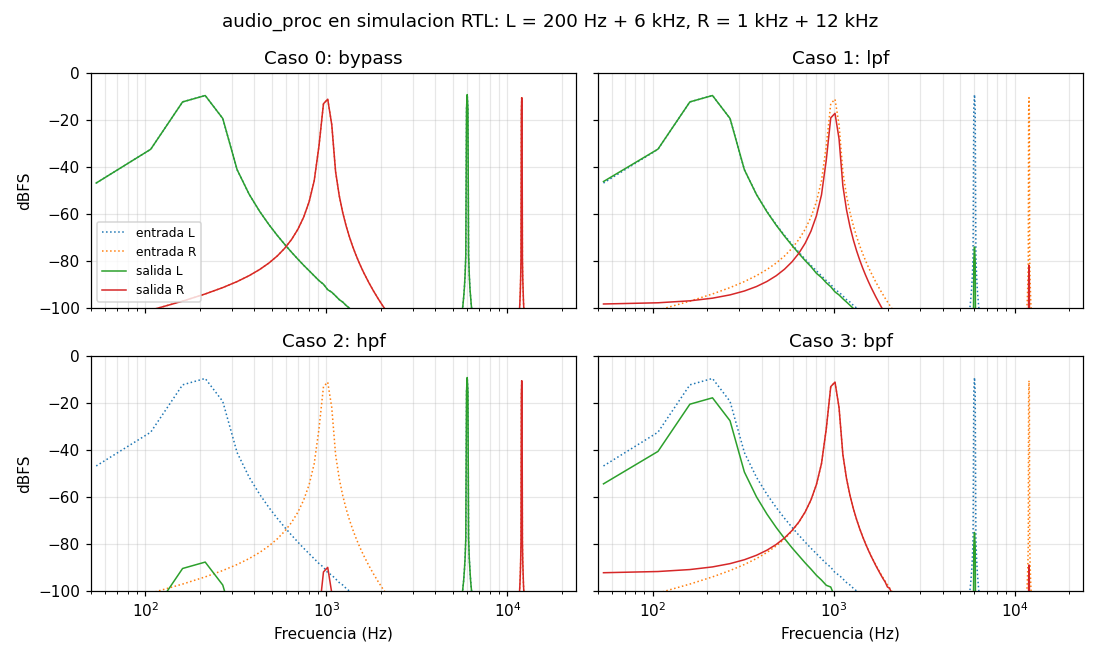 audio_proc en simulacion RTL: L = 200 Hz + 6 kHz, R = 1 kHz + 12 kHz
Caso 0: bypass
Caso 1: lpf
0
−20
−40
−60
−80
−100
dBFS
entrada L
entrada R
salida L
salida R
Caso 2: hpf
Caso 3: bpf
0
−20
−40
−60
−80
−100
dBFS
10² 10³ 10⁴
10² 10³ 10⁴
Frecuencia (Hz)
Frecuencia (Hz)